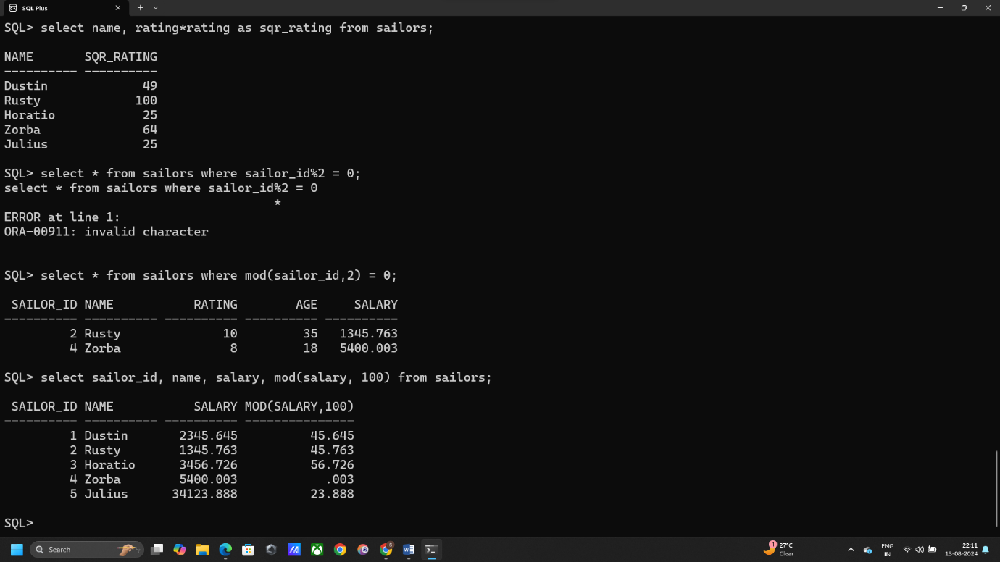 SQL Plus
SQL> select name, rating*rating as sqr_rating from sailors;
NAME       SQR_RATING
---------- ----------
Dustin             49
Rusty             100
Horatio            25
Zorba              64
Julius             25
SQL> select * from sailors where sailor_id%2 = 0;
select * from sailors where sailor_id%2 = 0
                                     *
ERROR at line 1:
ORA-00911: invalid character
SQL> select * from sailors where mod(sailor_id,2) = 0;
 SAILOR_ID NAME           RATING        AGE     SALARY
---------- ---------- ---------- ---------- ----------
         2 Rusty              10         35   1345.763
         4 Zorba               8         18   5400.003
SQL> select sailor_id, name, salary, mod(salary, 100) from sailors;
 SAILOR_ID NAME           SALARY MOD(SALARY,100)
---------- ---------- ---------- ---------------
         1 Dustin       2345.645          45.645
         2 Rusty        1345.763          45.763
         3 Horatio      3456.726          56.726
         4 Zorba        5400.003            .003
         5 Julius      34123.888          23.888
SQL>
Search
1
27°C
Clear
ENG
IN
22:11
13-08-2024